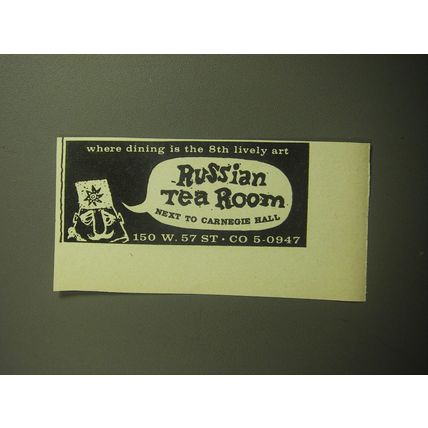 where dining is the 8th lively art
Russian
Tea Room
NEXT TO CARNEGIE HALL
150 W. 57 ST • CO 5-0947